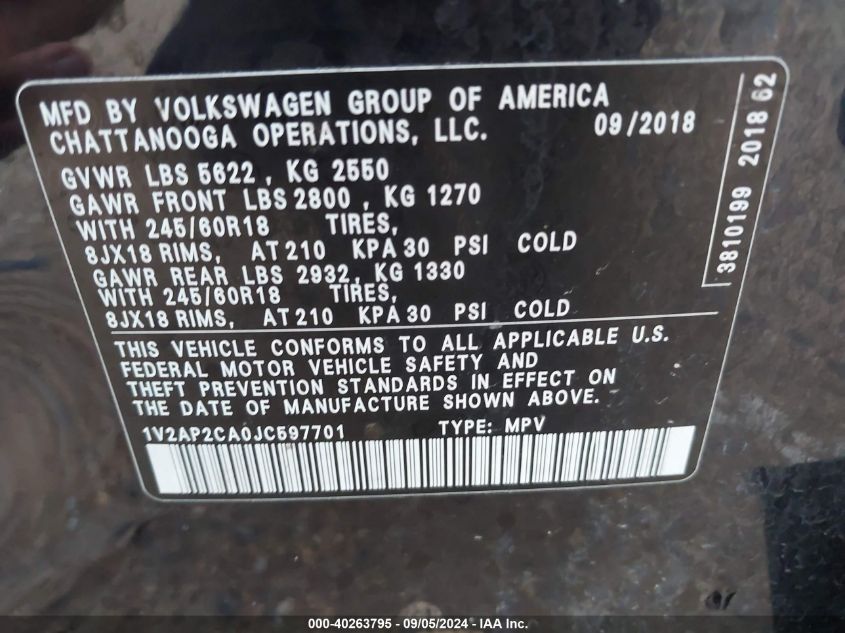 MFD BY VOLKSWAGEN GROUP OF AMERICA
CHATTANOOGA OPERATIONS, LLC. 09/2018
GVWR LBS 5622 , KG 2550
GAWR FRONT LBS 2800 , KG 1270
WITH 245/60R18 TIRES,
8JX18 RIMS, AT 210 KPA 30 PSI COLD
GAWR REAR LBS 2932, KG 1330
WITH 245/60R18 TIRES,
8JX18 RIMS, AT 210 KPA 30 PSI COLD
THIS VEHICLE CONFORMS TO ALL APPLICABLE U.S.
FEDERAL MOTOR VEHICLE SAFETY AND
THEFT PREVENTION STANDARDS IN EFFECT ON
THE DATE OF MANUFACTURE SHOWN ABOVE.
1V2AP2CA0JC597701 TYPE: MPV
3810199 2018 62
000-40263795 - 09/05/2024 - IAA Inc.